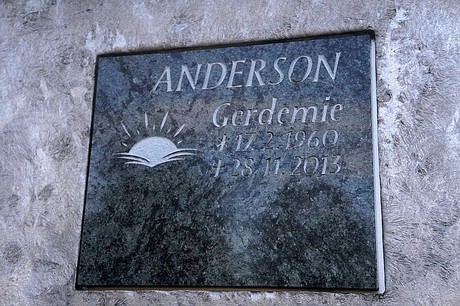 ANDERSON
Gerdemie
* 17.2.1960
† 28.11.2013